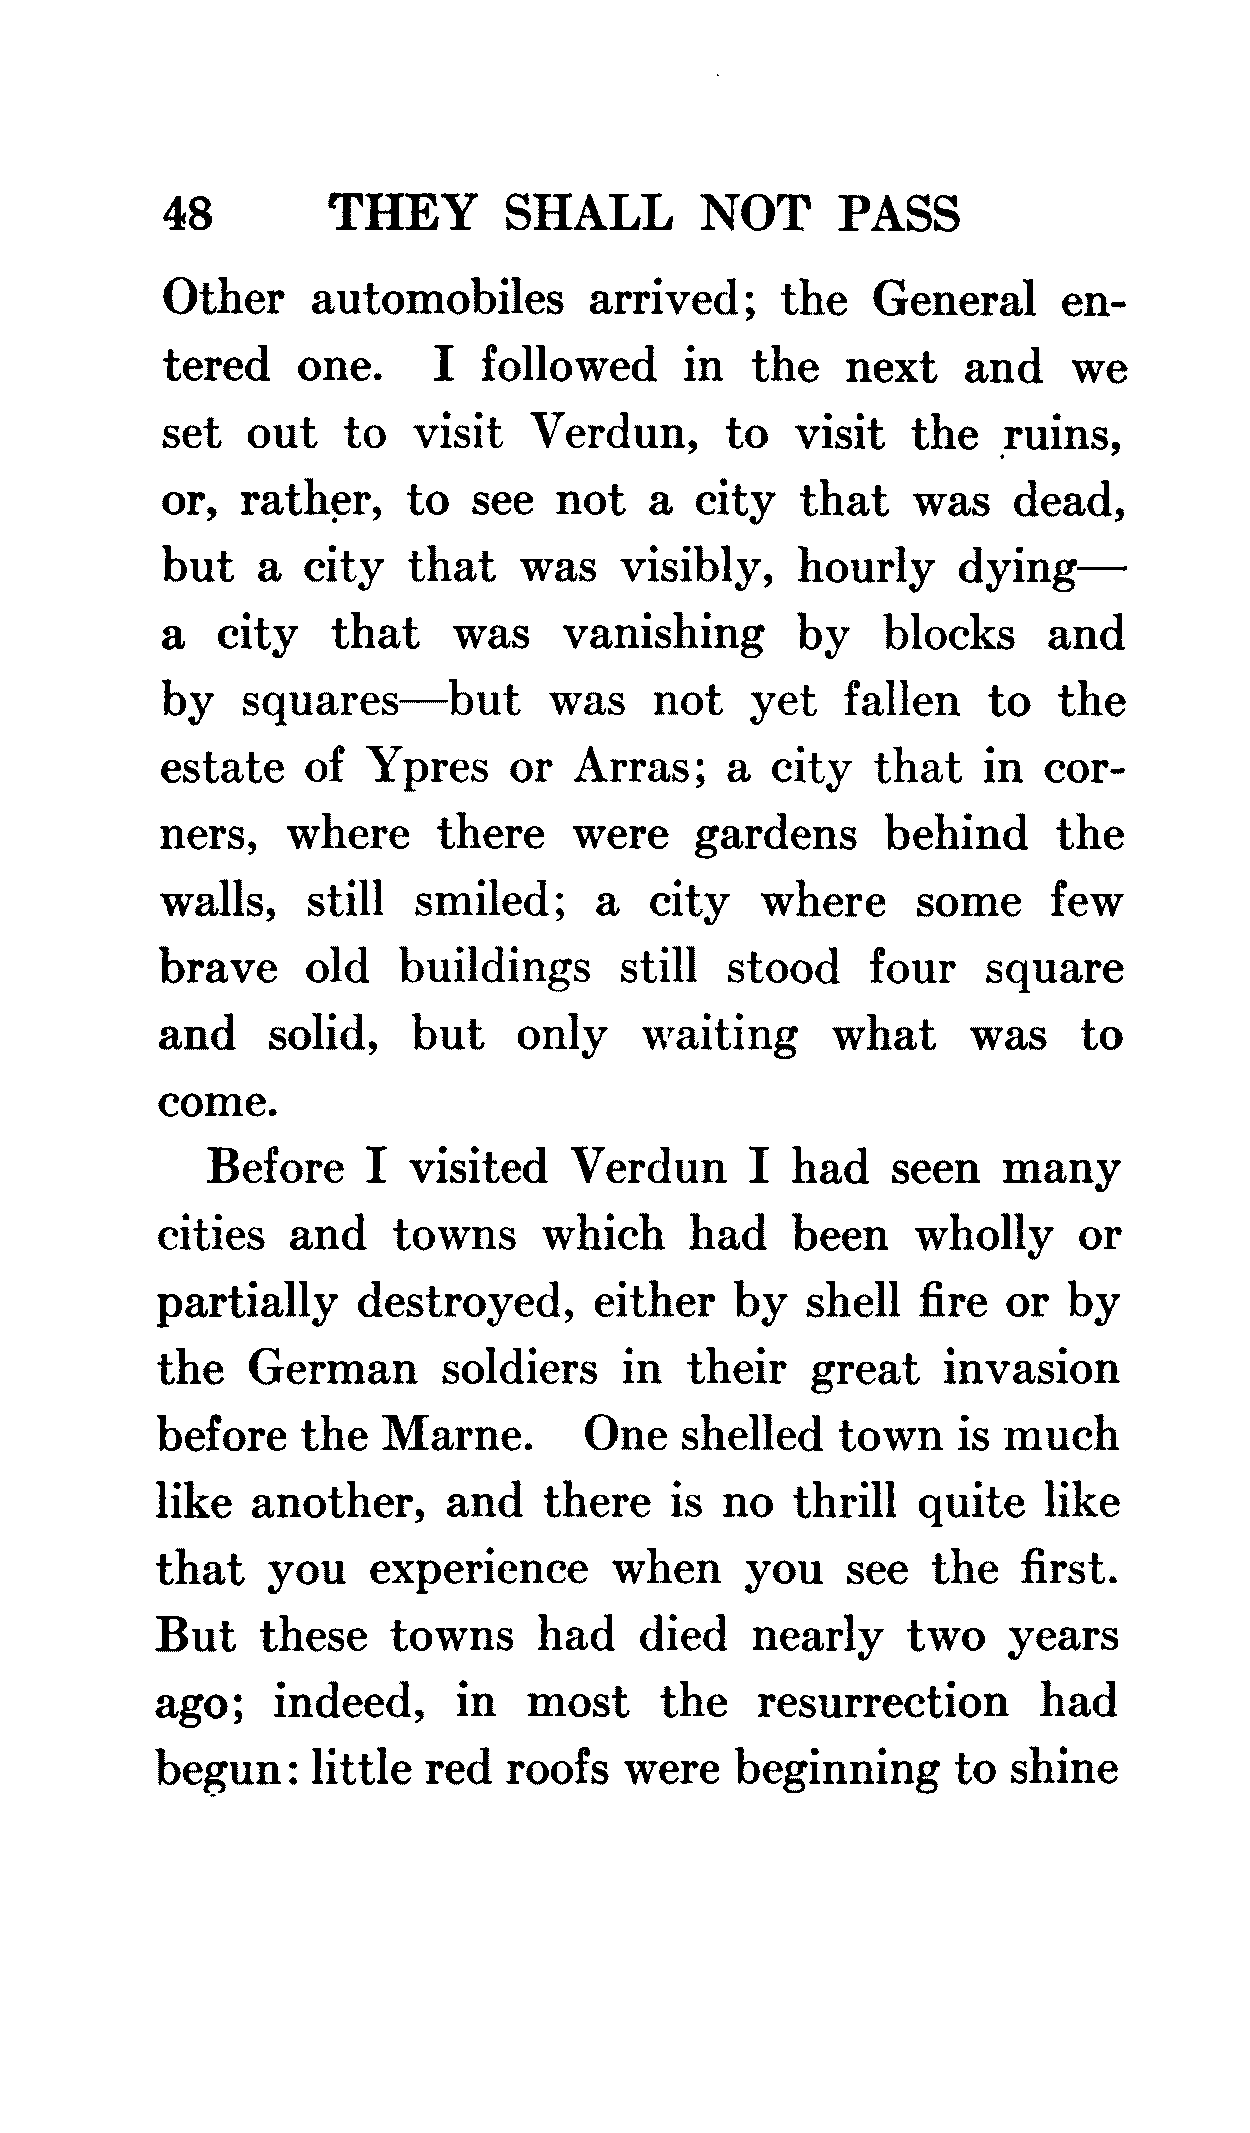 48 THEY SHALL NOT PASS
Other automobiles arrived; the General en-
tered one. I followed in the next and we
set out to visit Verdun, to visit the ruins,
or, rather, to see not a city that was dead,
but a city that was visibly, hourly dying—
a city that was vanishing by blocks and
by squares—but was not yet fallen to the
estate of Ypres or Arras; a city that in cor-
ners, where there were gardens behind the
walls, still smiled; a city where some few
brave old buildings still stood four square
and solid, but only waiting what was to
come.
Before I visited Verdun I had seen many
cities and towns which had been wholly or
partially destroyed, either by shell fire or by
the German soldiers in their great invasion
before the Marne. One shelled town is much
like another, and there is no thrill quite like
that you experience when you see the first.
But these towns had died nearly two years
ago; indeed, in most the resurrection had
begun: little red roofs were beginning to shine